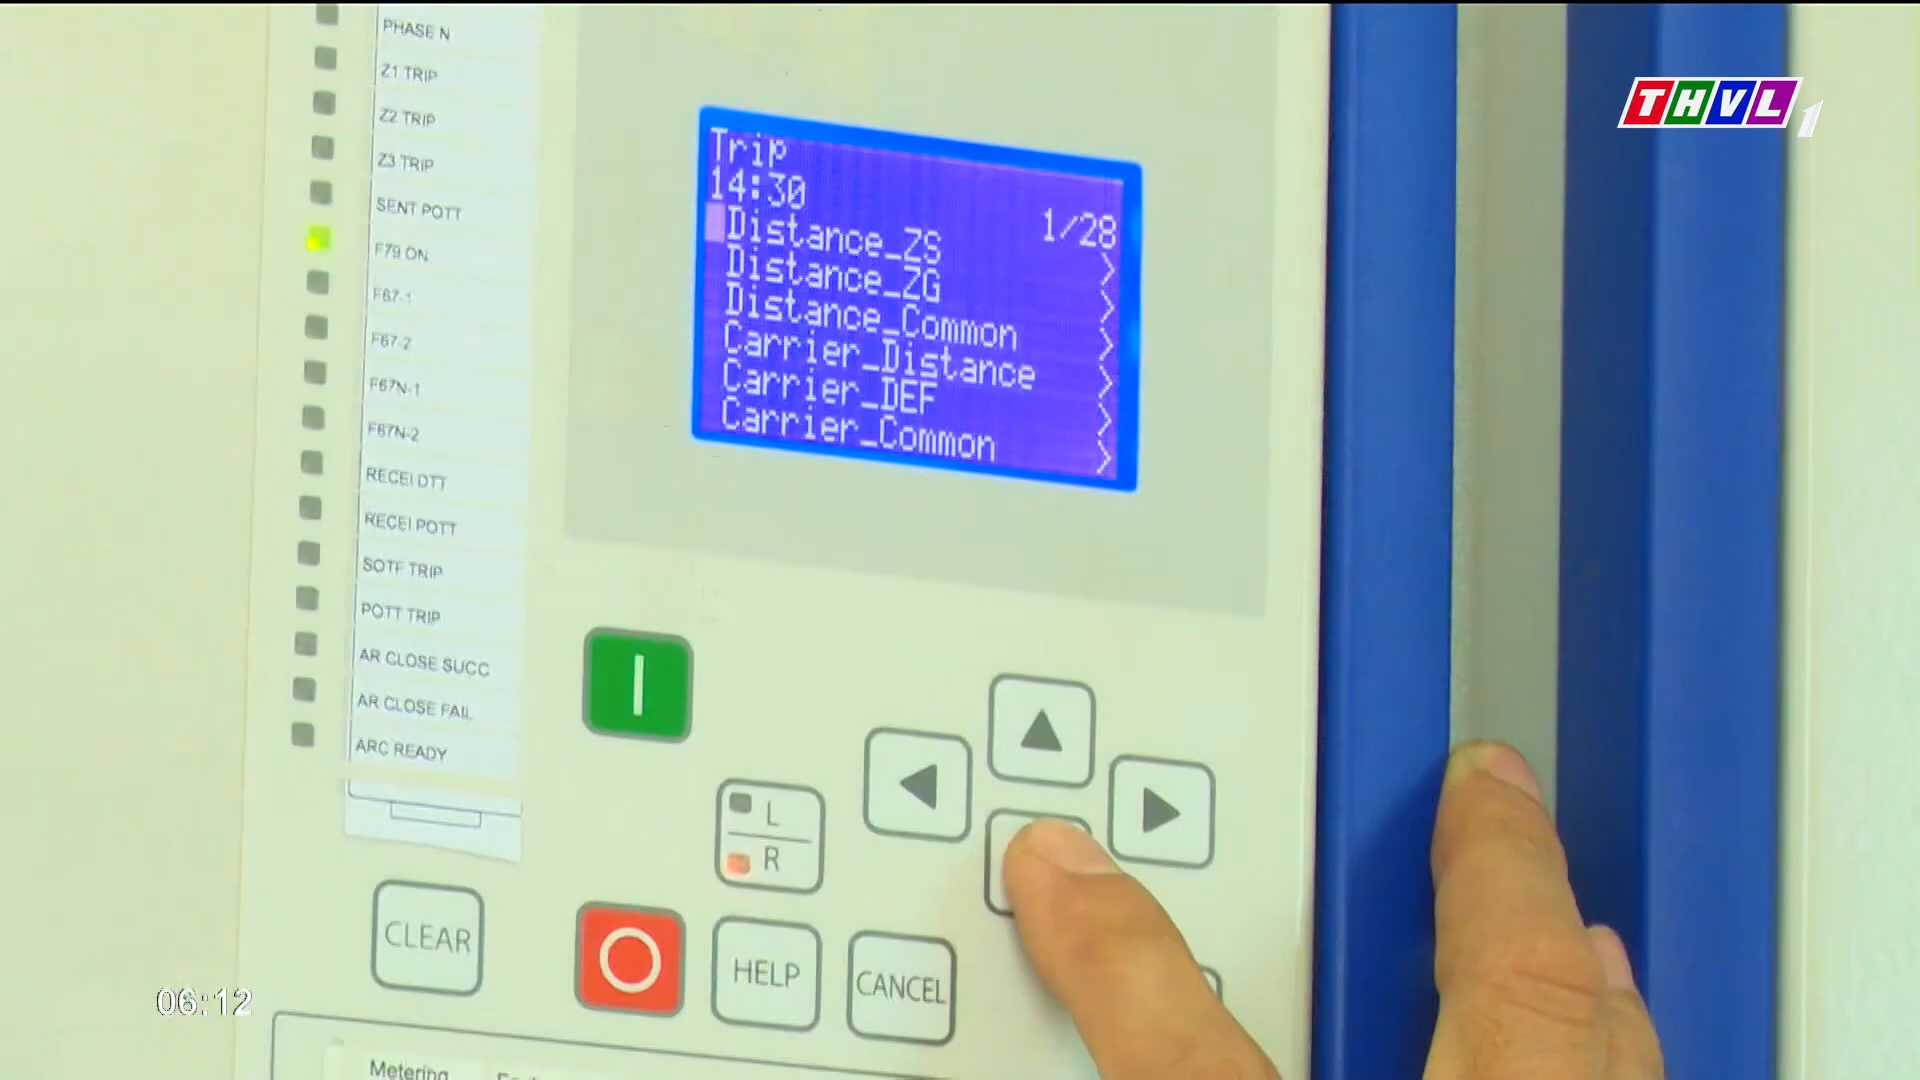 PHASE N
Z1 TRIP
Z2 TRIP
Z3 TRIP
SENT POTT
F79 ON
F67-1
F67-2
F67N-1
F67N-2
RECEI DTT
RECEI POTT
SOTF TRIP
POTT TRIP
AR CLOSE SUCC
AR CLOSE FAIL
ARC READY
Trip
14:30 1/28
Distance_ZS
Distance_ZG
Distance_Common
Carrier_Distance
Carrier_DEF
Carrier_Common
THVL1
L
R
CLEAR
HELP
CANCEL
06:12
Metering